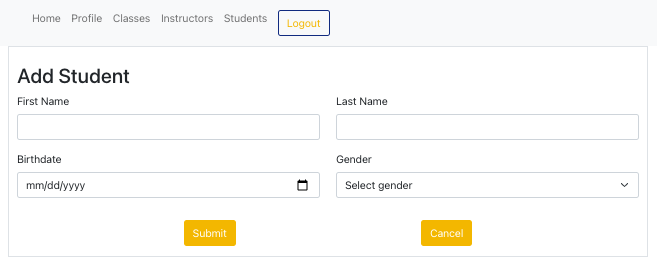 Home Profile Classes Instructors Students Logout
Add Student
First Name Last Name
Birthdate Gender
mm/dd/yyyy Select gender
Submit Cancel